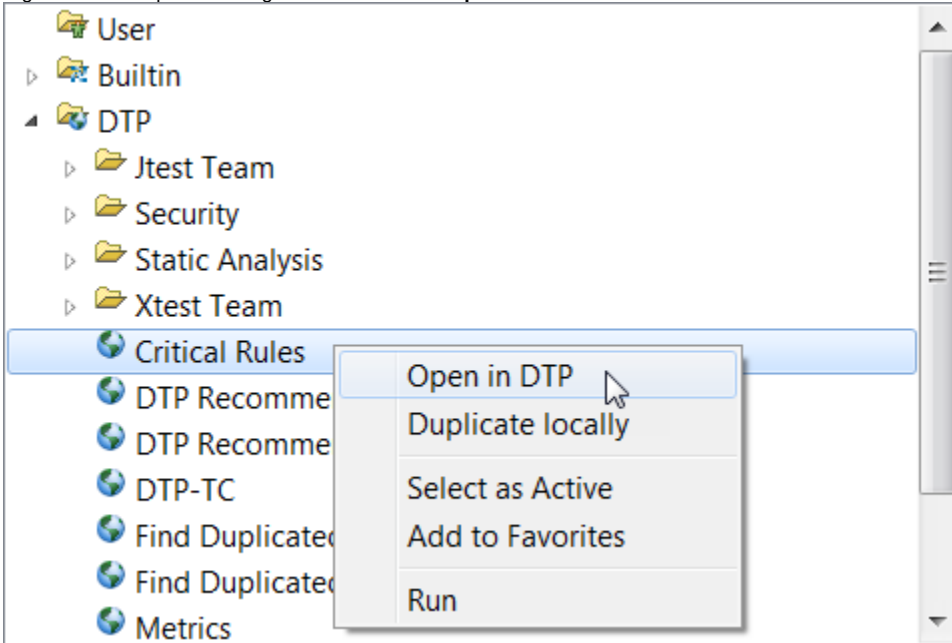 User
Builtin
DTP
Jtest Team
Security
Static Analysis
Xtest Team
Critical Rules
DTP Recomme
DTP Recomme
DTP-TC
Find Duplicated
Find Duplicated
Metrics
Open in DTP
Duplicate locally
Select as Active
Add to Favorites
Run